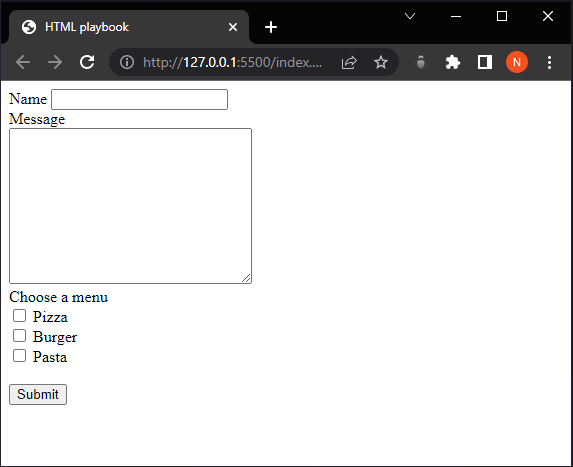 HTML playbook
http://127.0.0.1:5500/index....
N
Name
Message
Choose a menu
Pizza
Burger
Pasta
Submit